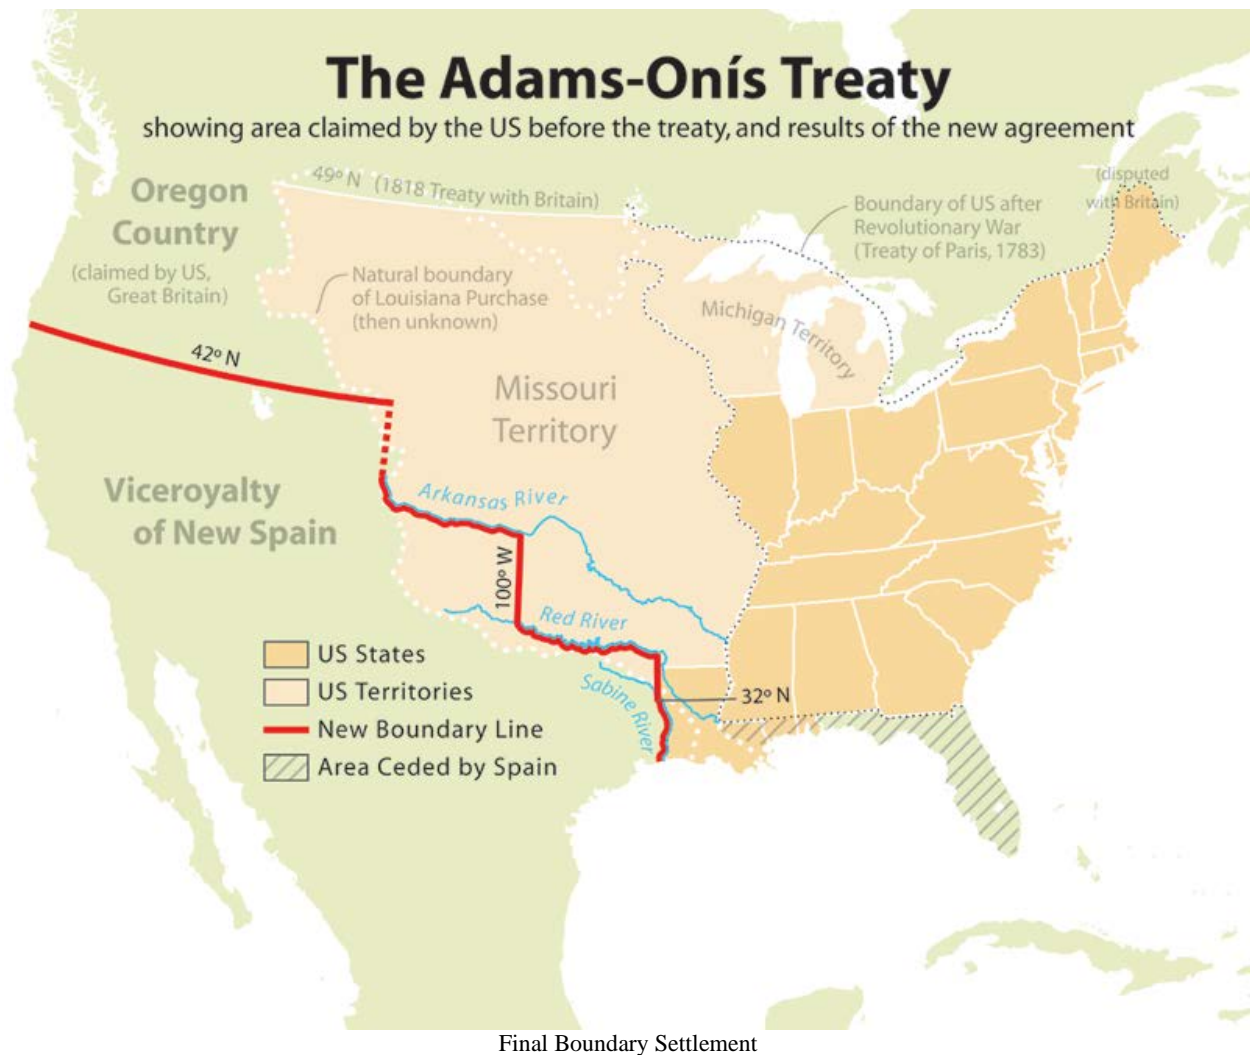 The Adams-Onís Treaty
showing area claimed by the US before the treaty, and results of the new agreement
49º N (1818 Treaty with Britain)
(disputed
with Britain)
Oregon
Country
(claimed by US,
Great Britain)
Boundary of US after
Revolutionary War
(Treaty of Paris, 1783)
Natural boundary
of Louisiana Purchase
(then unknown)
Michigan Territory
42º N
Missouri
Territory
Viceroyalty
of New Spain
Arkansas River
100º W
Red River
Sabine River
32º N
US States
US Territories
New Boundary Line
Area Ceded by Spain
Final Boundary Settlement